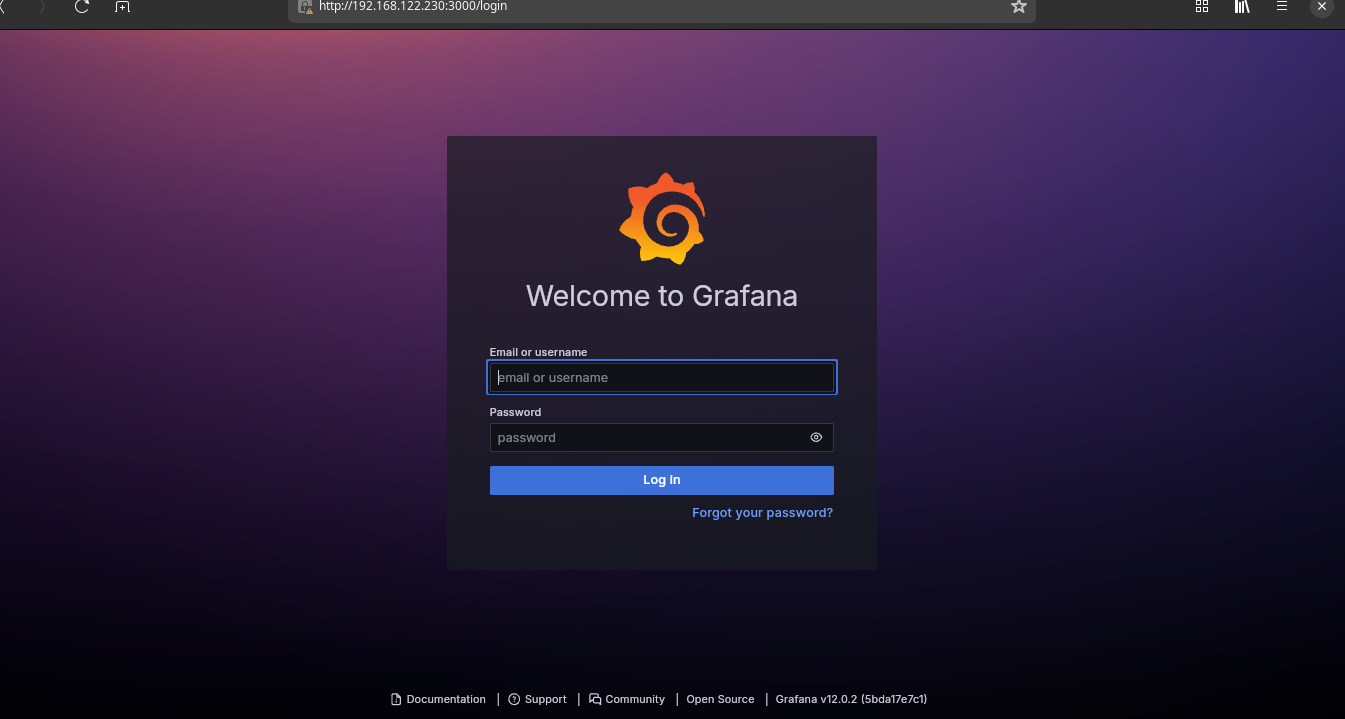 http://192.168.122.230:3000/login
Welcome to Grafana
Email or username
email or username
Password
password
Log in
Forgot your password?
Documentation | Support | Community | Open Source | Grafana v12.0.2 (5bda17e7c1)